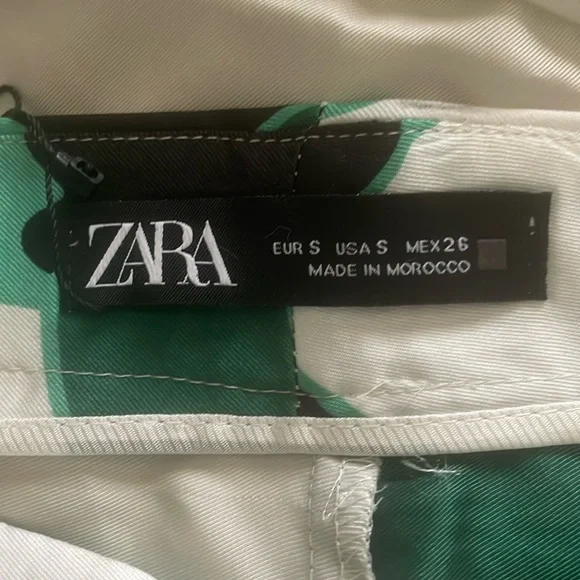 ZARA
EUR S USA S MEX 26
MADE IN MOROCCO